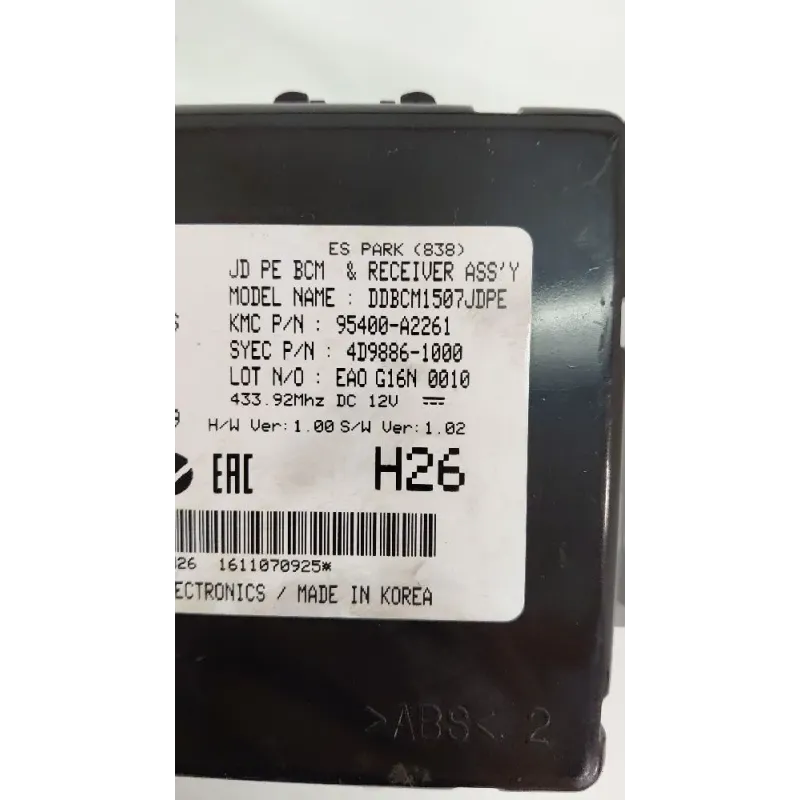 ES PARK (838)
JD PE BCM & RECEIVER ASS'Y
MODEL NAME : DDBCM1507JDPE
S
KMC P/N : 95400-A2261
SYEC P/N : 4D9886-1000
LOT N/O : EAO G16N 0010
433.92Mhz DC 12V
9
H/W Ver: 1.00 S/W Ver: 1.02
EAC
H26
26 1611070925*
ECTRONICS / MADE IN KOREA
>ABS< 2